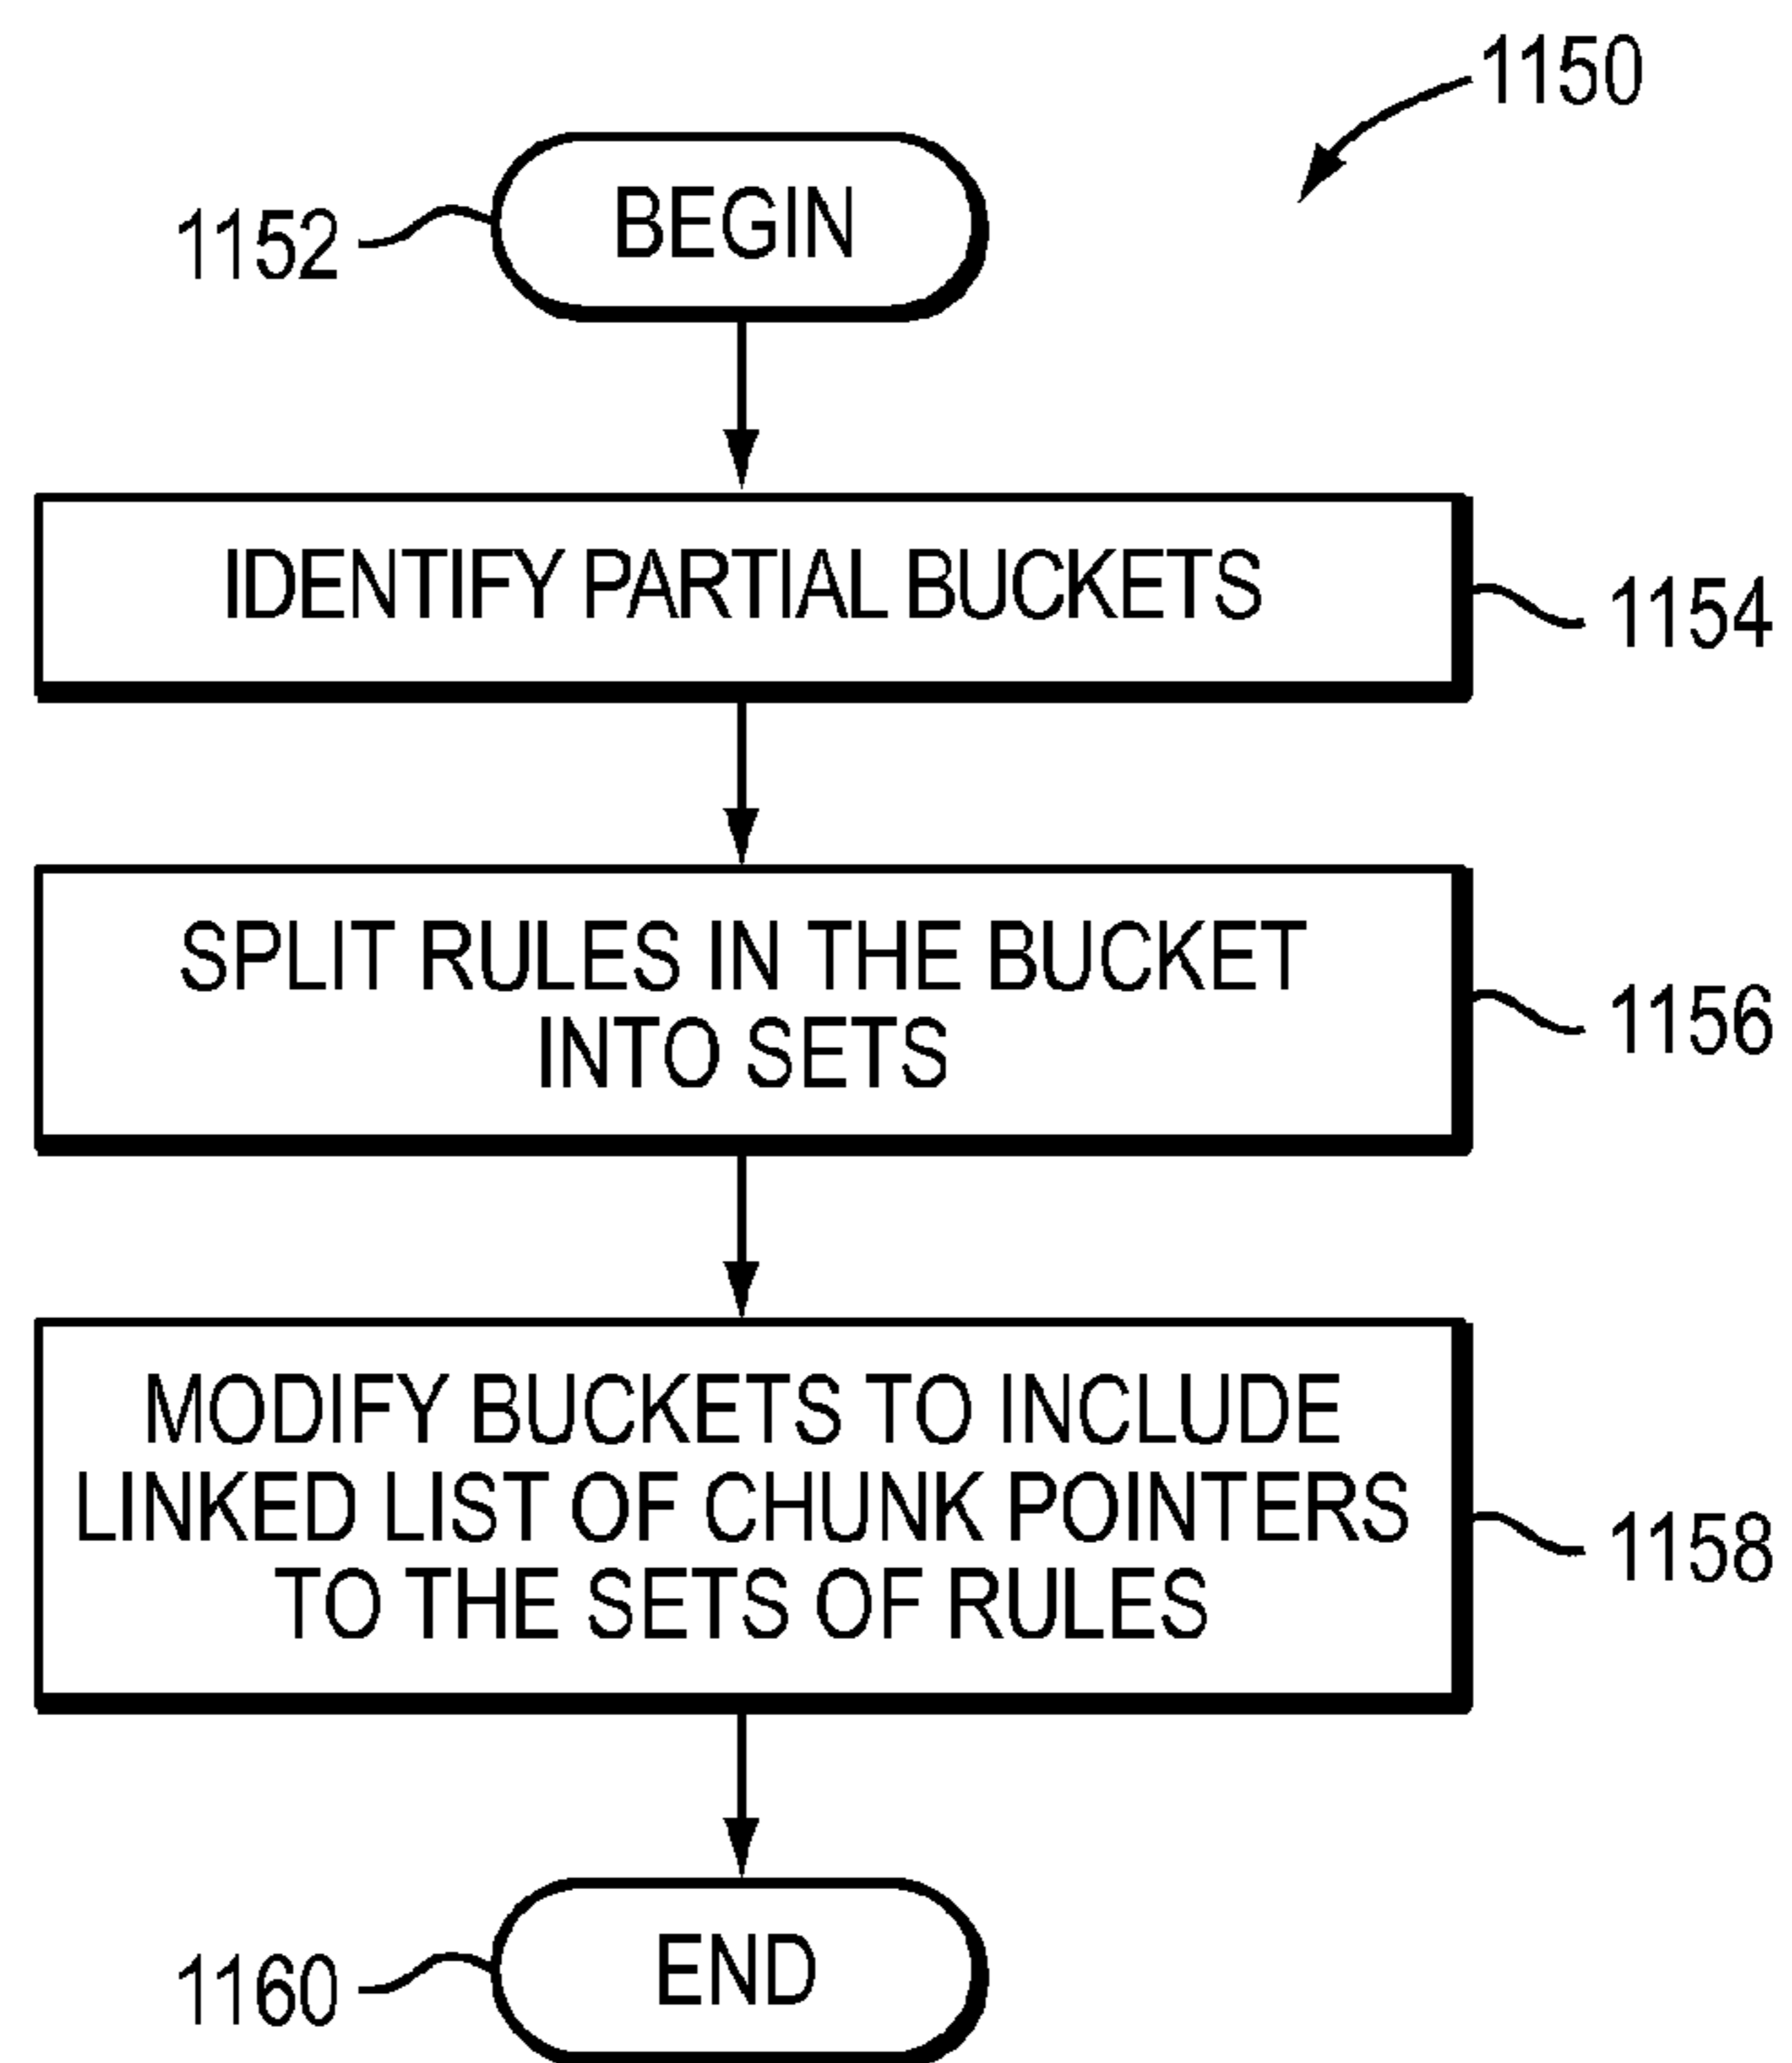 1150
1152
BEGIN
IDENTIFY PARTIAL BUCKETS
1154
SPLIT RULES IN THE BUCKET
INTO SETS
1156
MODIFY BUCKETS TO INCLUDE
LINKED LIST OF CHUNK POINTERS
TO THE SETS OF RULES
1158
1160
END